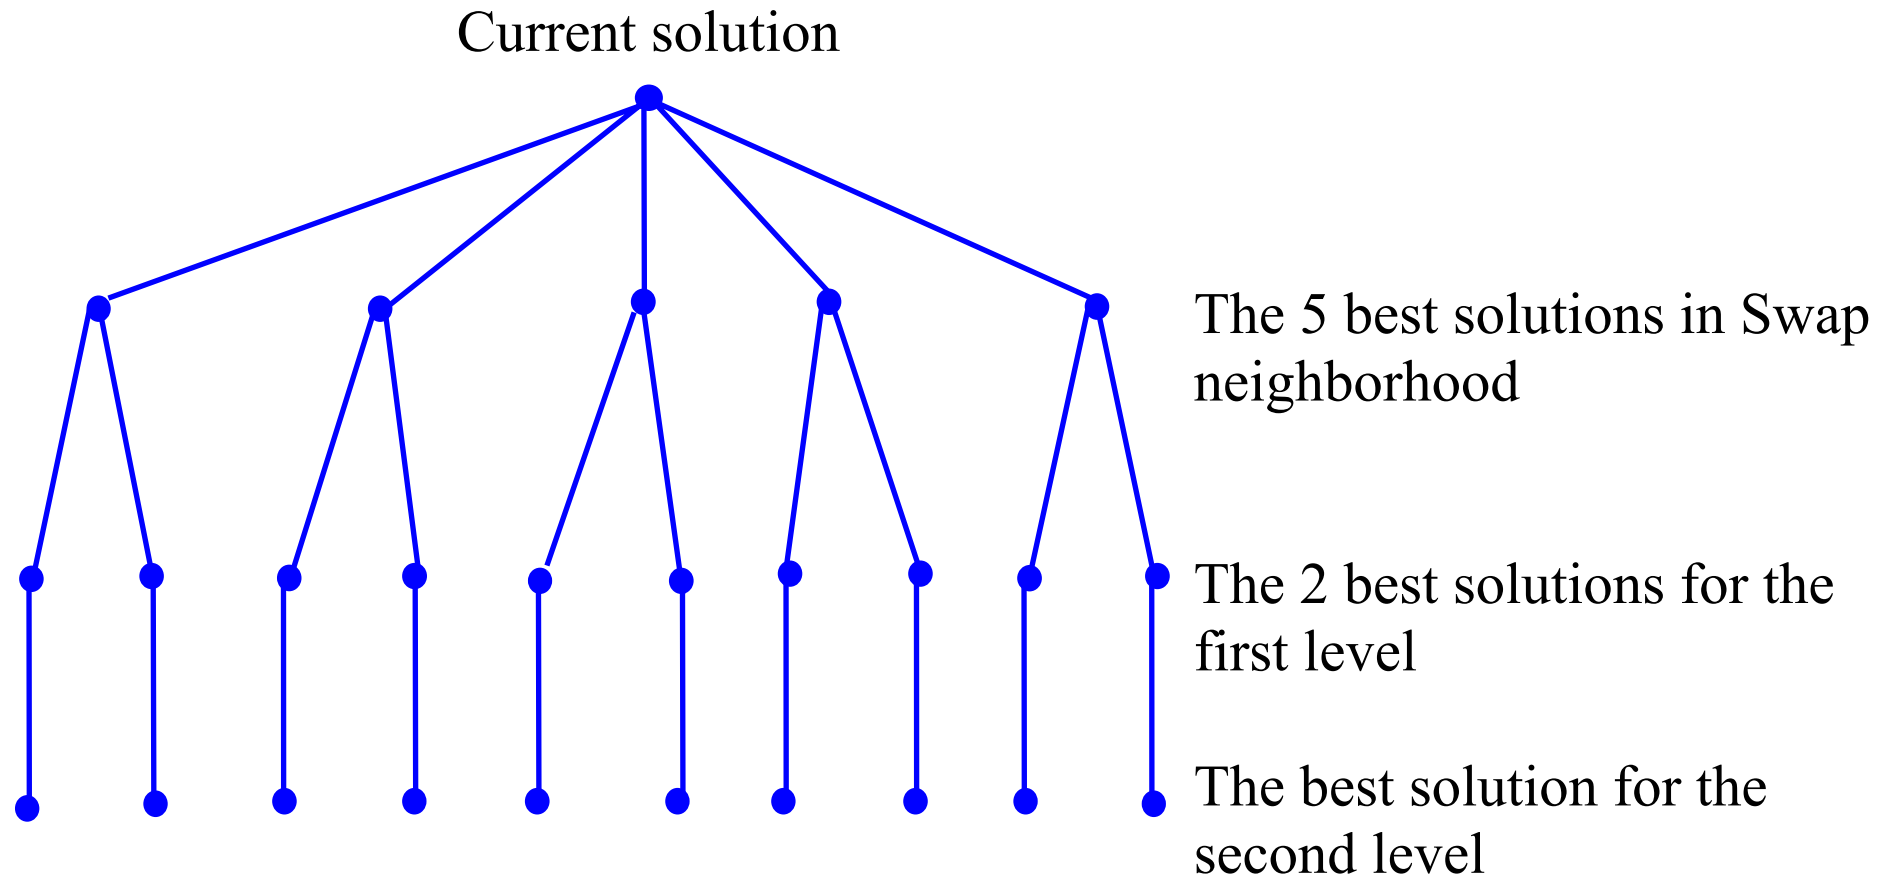 Current solution
The 5 best solutions in Swap
neighborhood
The 2 best solutions for the
first level
The best solution for the
second level